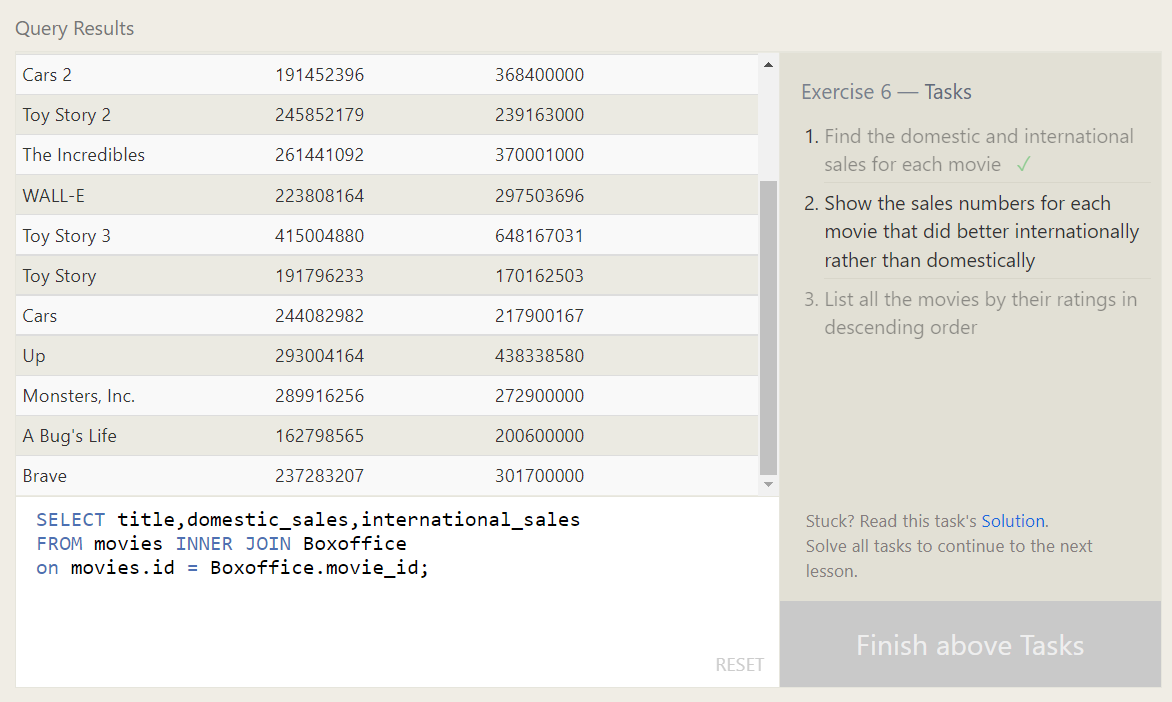 Query Results
Cars 2 191452396 368400000
Toy Story 2 245852179 239163000
The Incredibles 261441092 370001000
WALL-E 223808164 297503696
Toy Story 3 415004880 648167031
Toy Story 191796233 170162503
Cars 244082982 217900167
Up 293004164 438338580
Monsters, Inc. 289916256 272900000
A Bug's Life 162798565 200600000
Brave 237283207 301700000
SELECT title,domestic_sales,international_sales
FROM movies INNER JOIN Boxoffice
on movies.id = Boxoffice.movie_id;
RESET
Exercise 6 — Tasks
1. Find the domestic and international
sales for each movie ✓
2. Show the sales numbers for each
movie that did better internationally
rather than domestically
3. List all the movies by their ratings in
descending order
Stuck? Read this task's Solution.
Solve all tasks to continue to the next
lesson.
Finish above Tasks